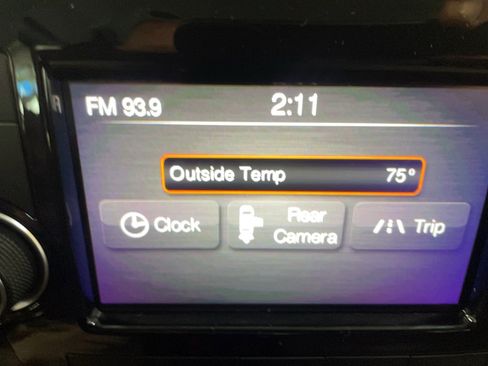 FM 93.9 2:11
Outside Temp 75°
Clock
Rear
Camera
Trip